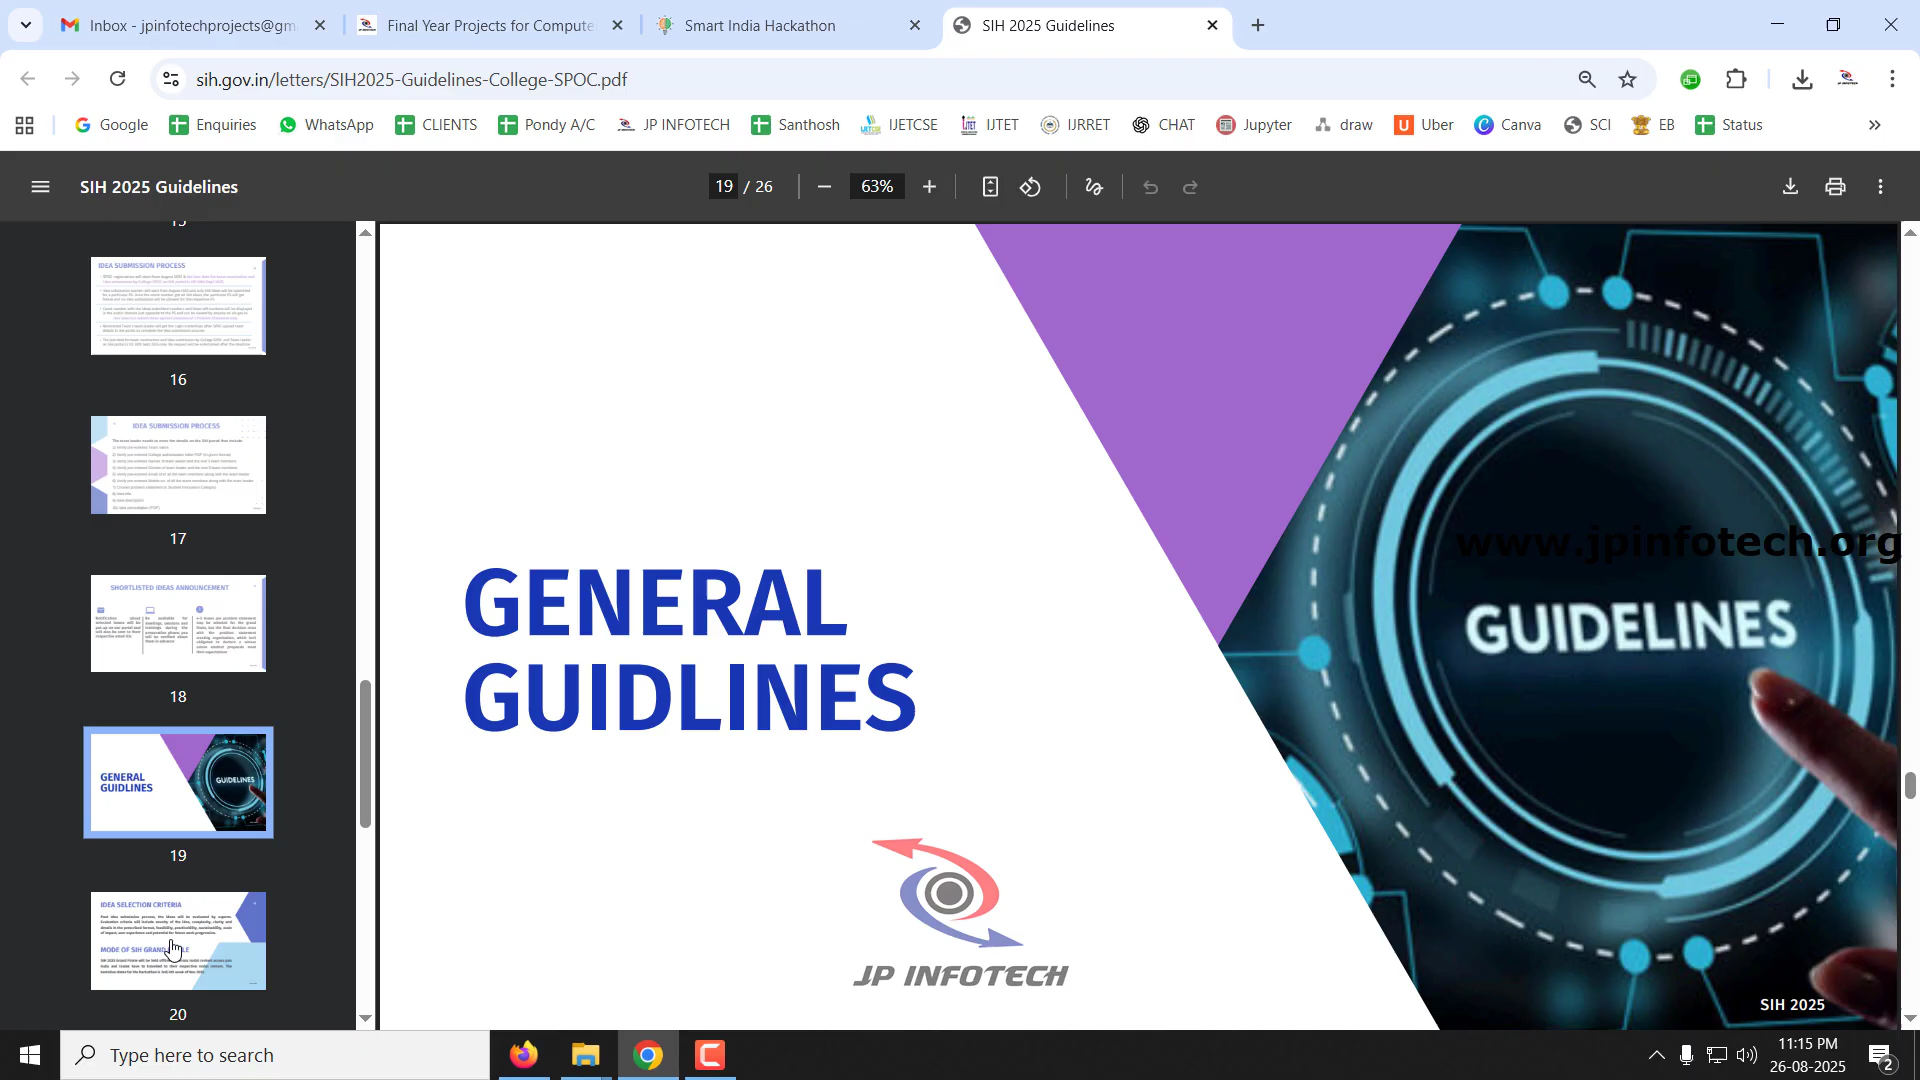 Inbox - jpinfotechprojects@gm
Final Year Projects for Compute
Smart India Hackathon
SIH 2025 Guidelines
sih.gov.in/letters/SIH2025-Guidelines-College-SPOC.pdf
Google
Enquiries
WhatsApp
CLIENTS
Pondy A/C
JP INFOTECH
Santhosh
IJETCSE
IJTET
IJRRET
CHAT
Jupyter
draw
Uber
Canva
SCI
EB
Status
SIH 2025 Guidelines
19 / 26
63%
15
IDEA SUBMISSION PROCESS
16
IDEA SUBMISSION PROCESS
17
SHORTLISTED IDEAS ANNOUNCEMENT
18
GENERAL
GUIDLINES
GUIDELINES
19
IDEA SELECTION CRITERIA
20
GENERAL
GUIDLINES
www.jpinfotech.org
GUIDELINES
JP INFOTECH
SIH 2025
Type here to search
11:15 PM
26-08-2025
2